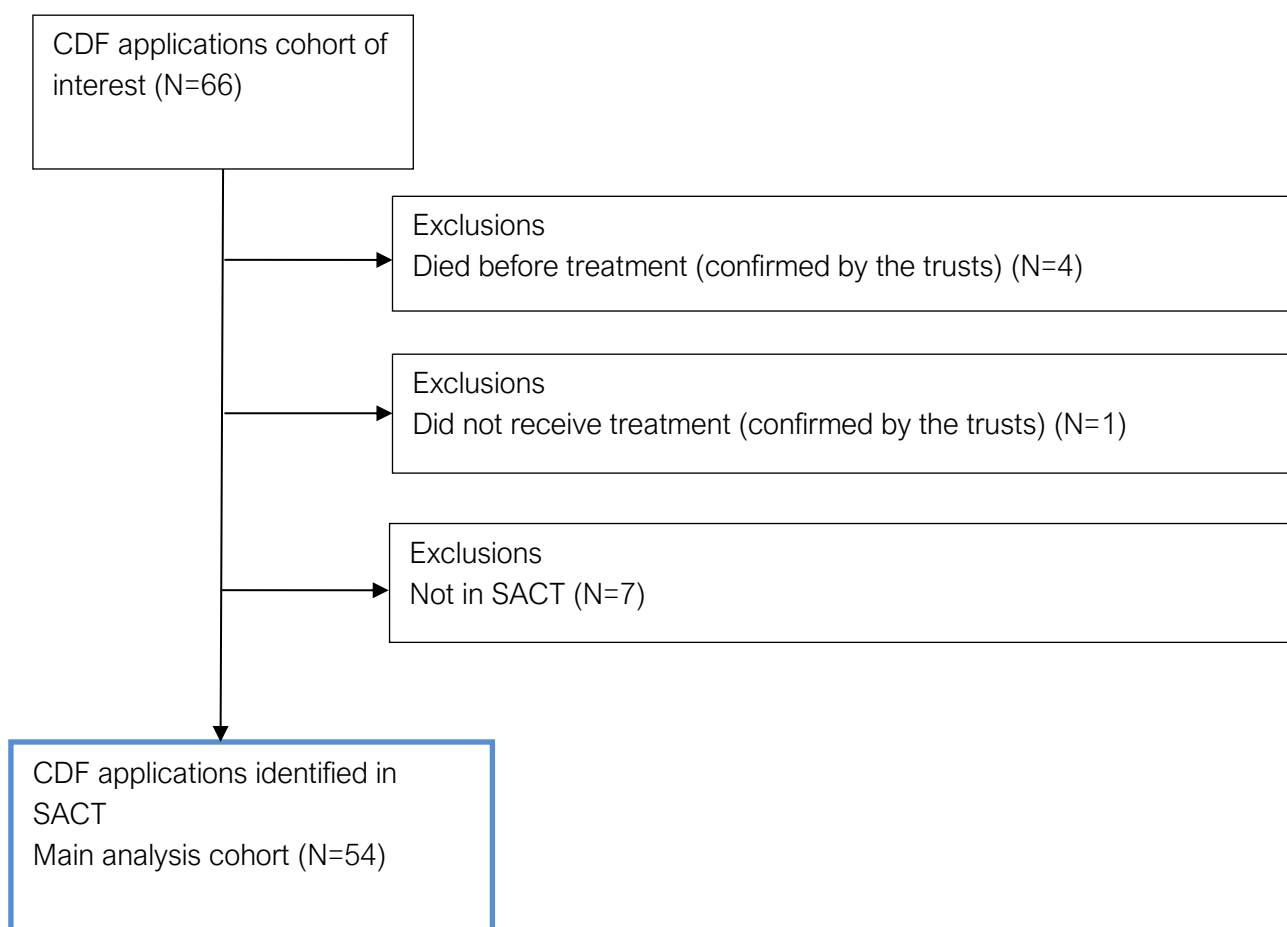 CDF applications cohort of
interest (N=66)
Exclusions
Died before treatment (confirmed by the trusts) (N=4)
Exclusions
Did not receive treatment (confirmed by the trusts) (N=1)
Exclusions
Not in SACT (N=7)
CDF applications identified in
SACT
Main analysis cohort (N=54)